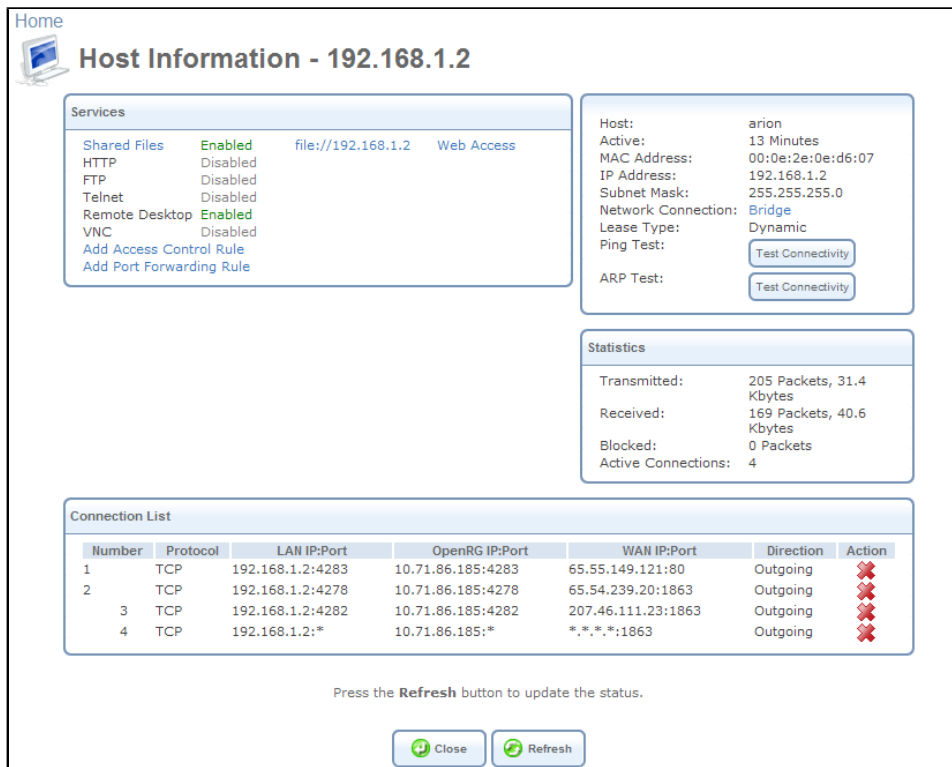 Home
Host Information - 192.168.1.2
Services
Shared Files Enabled file://192.168.1.2 Web Access
HTTP Disabled
FTP Disabled
Telnet Disabled
Remote Desktop Enabled
VNC Disabled
Add Access Control Rule
Add Port Forwarding Rule
Host: arion
Active: 13 Minutes
MAC Address: 00:0e:2e:0e:d6:07
IP Address: 192.168.1.2
Subnet Mask: 255.255.255.0
Network Connection: Bridge
Lease Type: Dynamic
Ping Test: Test Connectivity
ARP Test: Test Connectivity
Statistics
Transmitted: 205 Packets, 31.4
Kbytes
Received: 169 Packets, 40.6
Kbytes
Blocked: 0 Packets
Active Connections: 4
Connection List
Number Protocol LAN IP:Port OpenRG IP:Port WAN IP:Port Direction Action
1 TCP 192.168.1.2:4283 10.71.86.185:4283 65.55.149.121:80 Outgoing
2 TCP 192.168.1.2:4278 10.71.86.185:4278 65.54.239.20:1863 Outgoing
3 TCP 192.168.1.2:4282 10.71.86.185:4282 207.46.111.23:1863 Outgoing
4 TCP 192.168.1.2:* 10.71.86.185:* *.*.*.*:1863 Outgoing
Press the Refresh button to update the status.
Close Refresh